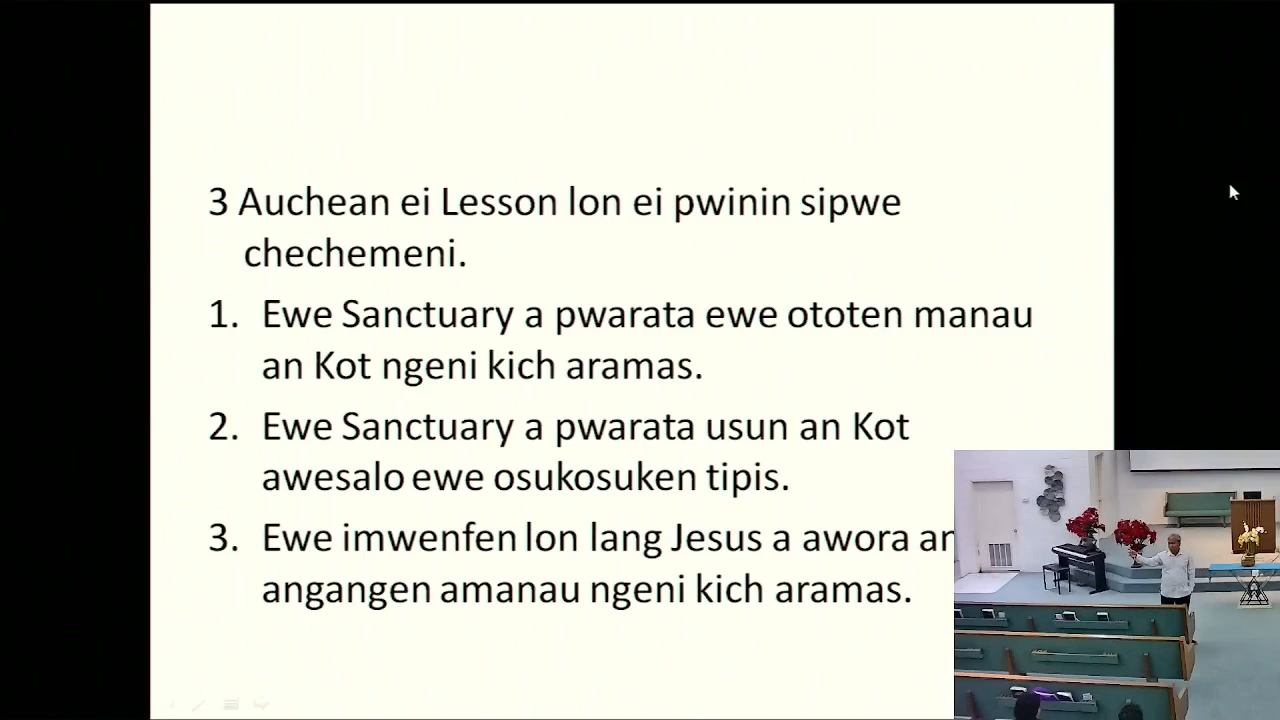 3 Auchean ei Lesson lon ei pwinin sipwe
chechemeni.
1. Ewe Sanctuary a pwarata ewe ototen manau
an Kot ngeni kich aramas.
2. Ewe Sanctuary a pwarata usun an Kot
awesalo ewe osukosuken tipis.
3. Ewe imwenfen lon lang Jesus a awora
angangen amanau ngeni kich aramas.